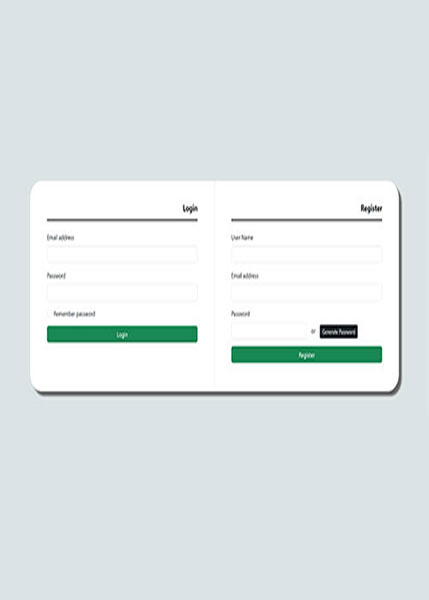 Login
Email address
Password
Remember password
Login
Register
User Name
Email address
Password
or
Generate Password
Register